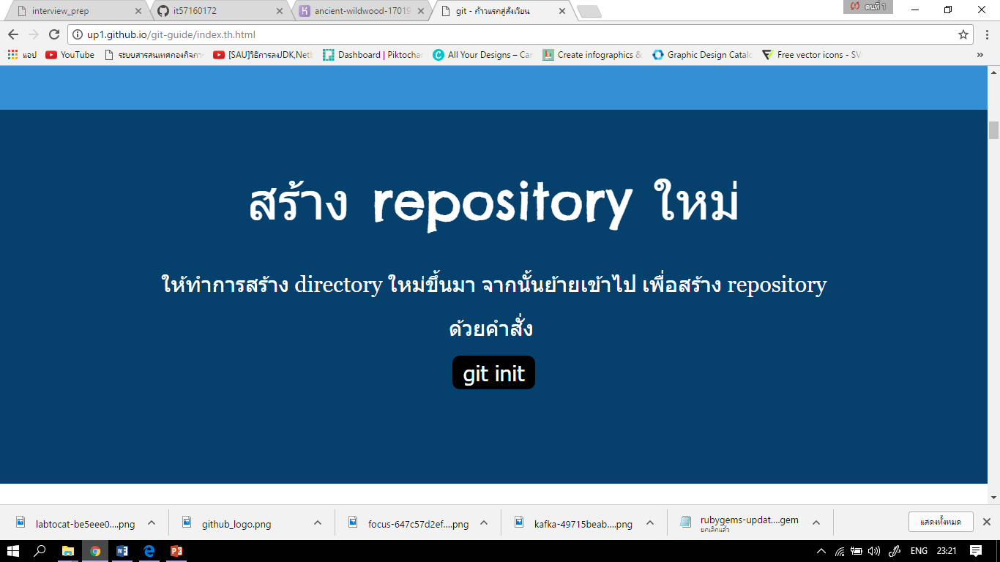 interview_prep
it57160172
ancient-wildwood-17019
git - ก้าวแรกสู่สังเวียน
คนที่ 1
up1.github.io/git-guide/index.th.html
แอป
YouTube
ระบบสารสนเทศกองกิจกา
[SAU]วิธีการลงJDK,Netb
Dashboard | Piktochar
All Your Designs – Can
Create infographics &
Graphic Design Catalo
Free vector icons - SV
»
สร้าง repository ใหม่
ให้ทำการสร้าง directory ใหม่ขึ้นมา จากนั้นย้ายเข้าไป เพื่อสร้าง repository
ด้วยคำสั่ง
git init
labtocat-be5eee0....png
github_logo.png
focus-647c57d2ef....png
kafka-49715beab....png
rubygems-updat....gem
ยกเลิกแล้ว
แสดงทั้งหมด
ENG
23:21